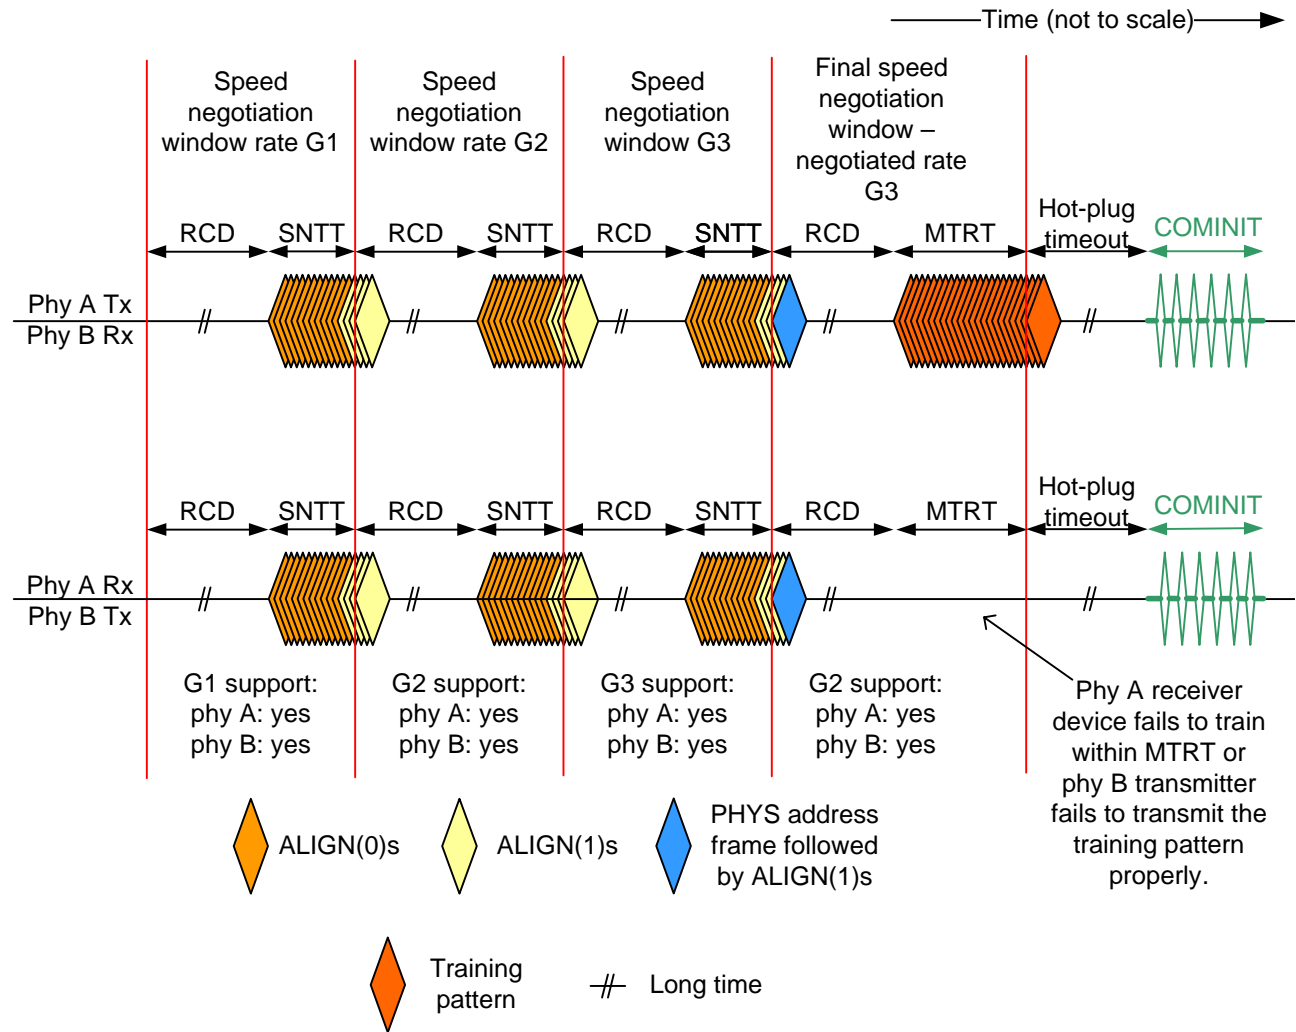 Time (not to scale)
Speed
negotiation
window rate G1
Speed
negotiation
window rate G2
Speed
negotiation
window G3
Final speed
negotiation
window –
negotiated rate
G3
RCD
SNTT
RCD
SNTT
RCD
SNTT
RCD
MTRT
Hot-plug
timeout
COMINIT
Phy A Tx
Phy B Rx
RCD
SNTT
RCD
SNTT
RCD
SNTT
RCD
MTRT
Hot-plug
timeout
COMINIT
Phy A Rx
Phy B Tx
G1 support:
phy A: yes
phy B: yes
G2 support:
phy A: yes
phy B: yes
G3 support:
phy A: yes
phy B: yes
G2 support:
phy A: yes
phy B: yes
Phy A receiver
device fails to train
within MTRT or
phy B transmitter
fails to transmit the
training pattern
properly.
ALIGN(0)s
ALIGN(1)s
PHYS address
frame followed
by ALIGN(1)s
Training
pattern
Long time